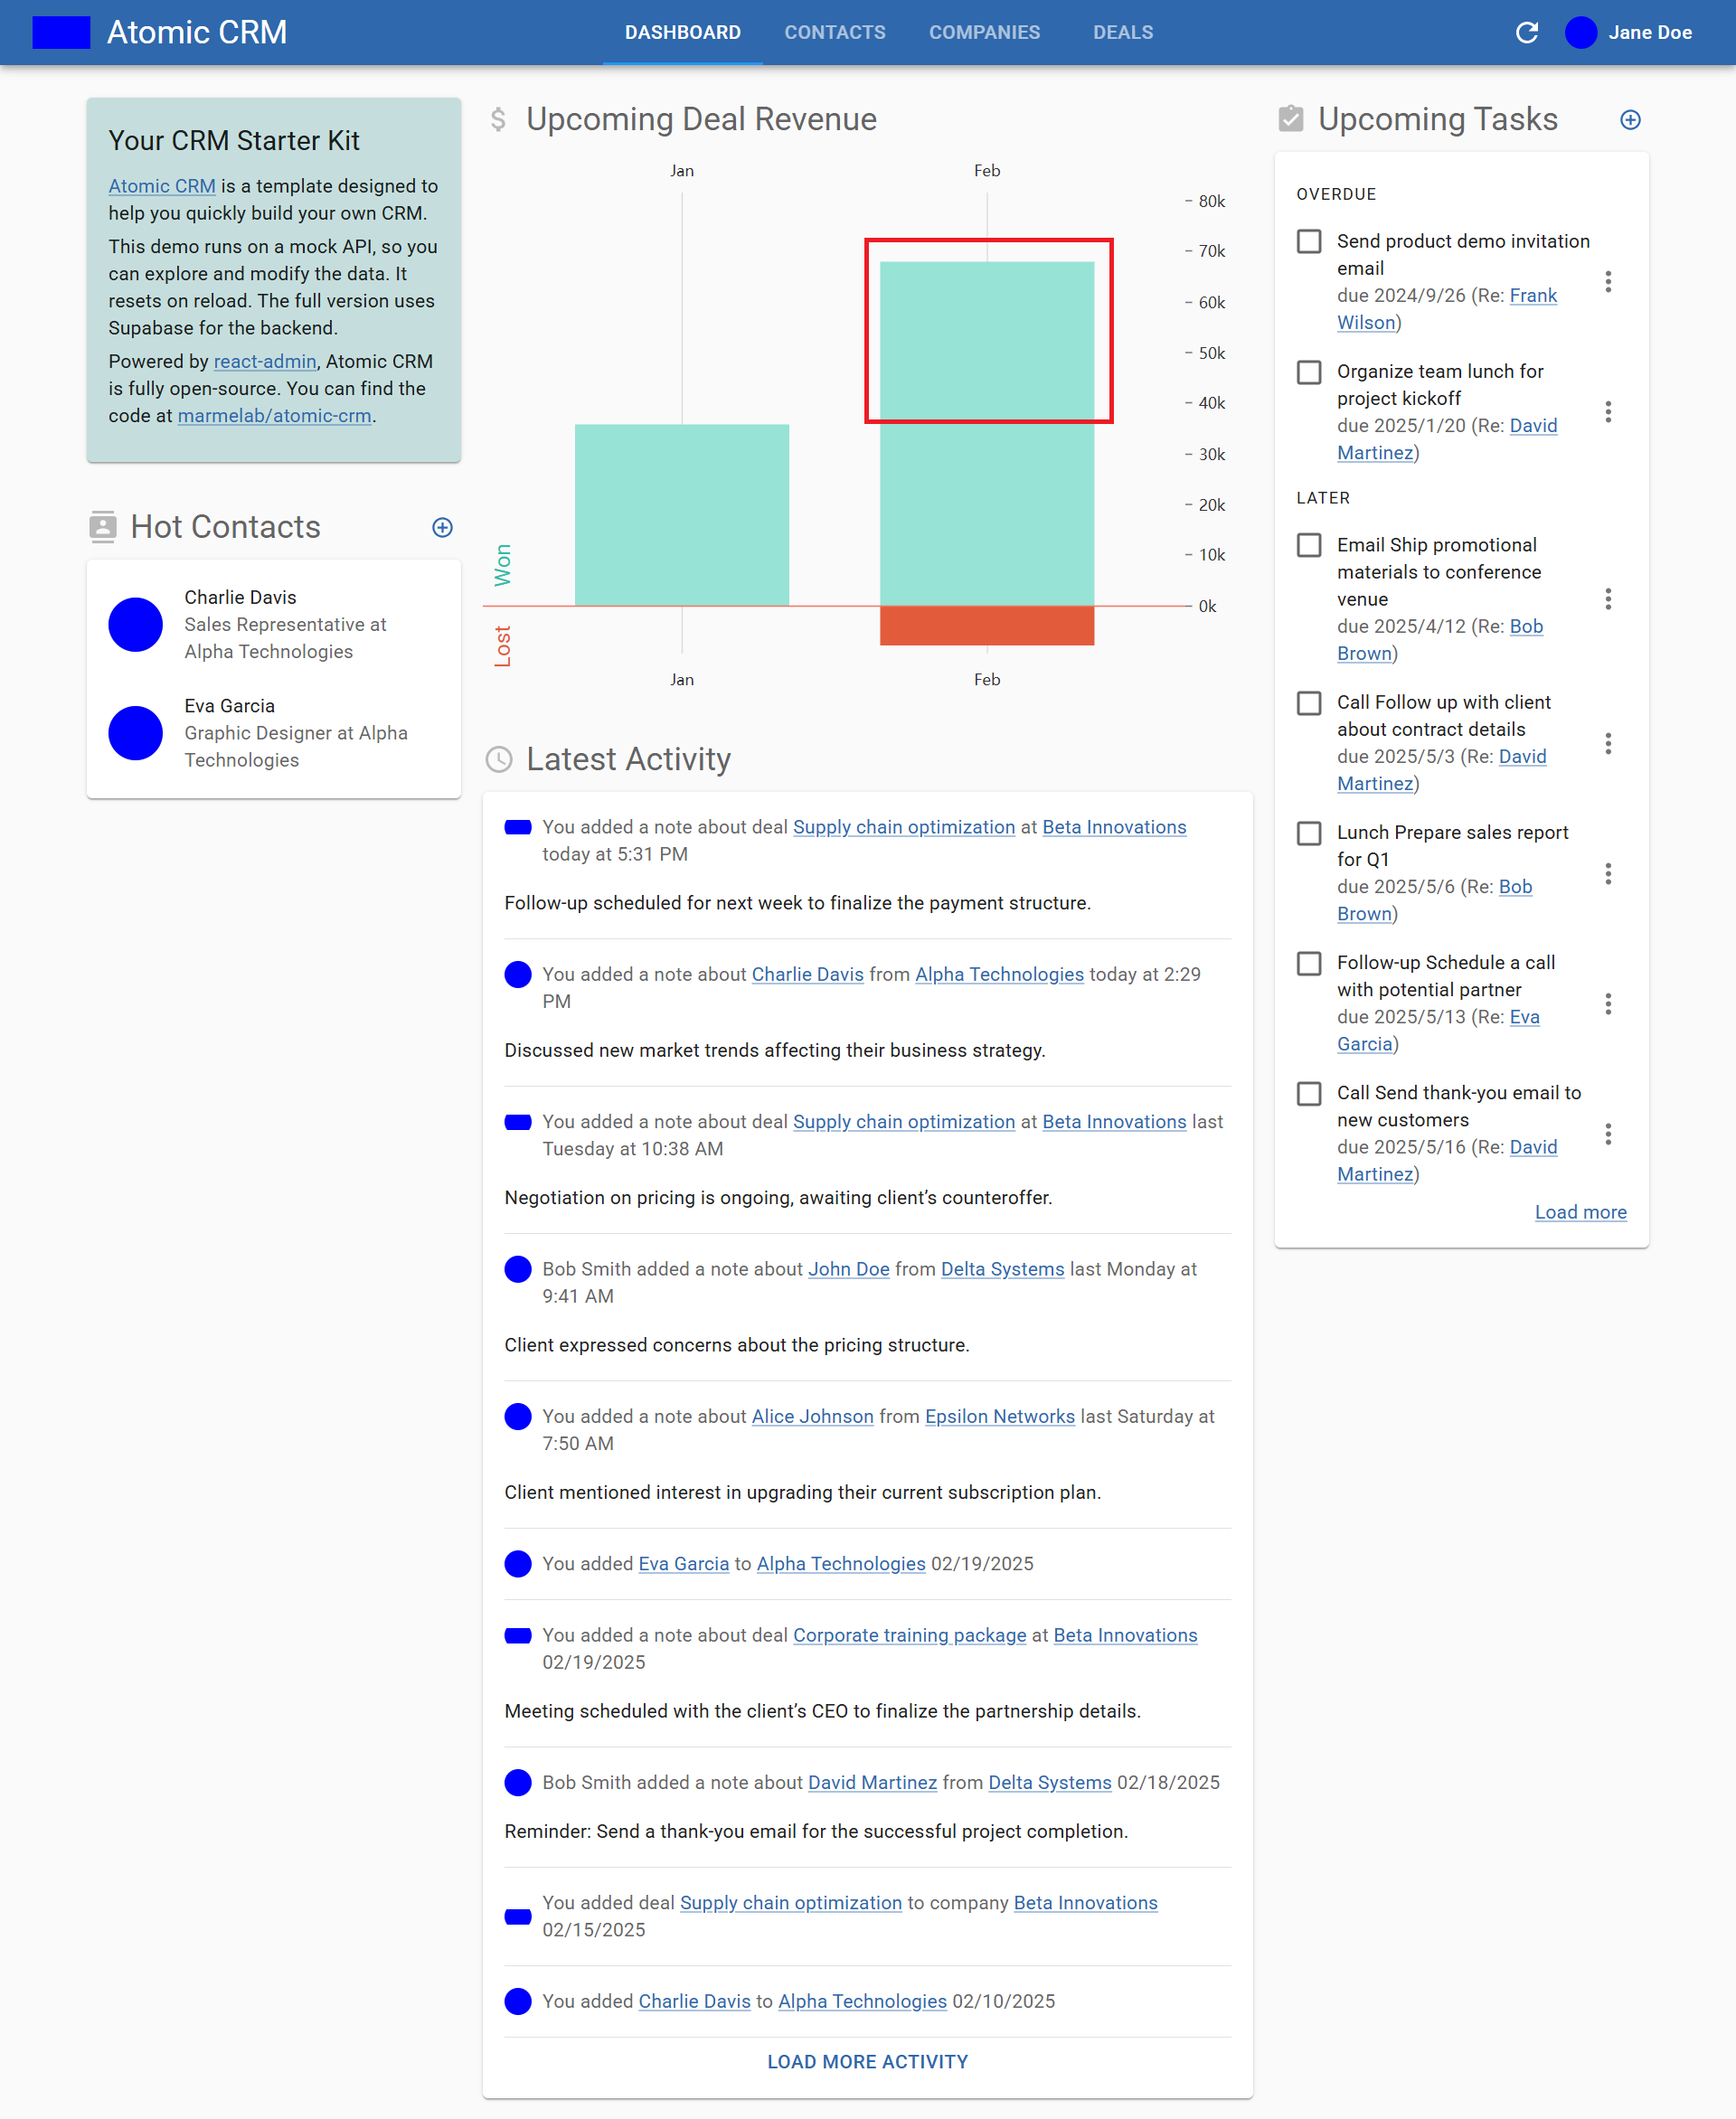 Atomic CRM
DASHBOARD
CONTACTS
COMPANIES
DEALS
Jane Doe
Your CRM Starter Kit
Atomic CRM is a template designed to
help you quickly build your own CRM.
This demo runs on a mock API, so you
can explore and modify the data. It
resets on reload. The full version uses
Supabase for the backend.
Powered by react-admin, Atomic CRM
is fully open-source. You can find the
code at marmelab/atomic-crm.
Hot Contacts
Charlie Davis
Sales Representative at
Alpha Technologies
Eva Garcia
Graphic Designer at Alpha
Technologies
Upcoming Deal Revenue
Jan
Feb
80k
70k
60k
50k
40k
30k
20k
10k
0k
Won
Lost
Jan
Feb
Latest Activity
You added a note about deal Supply chain optimization at Beta Innovations
today at 5:31 PM
Follow-up scheduled for next week to finalize the payment structure.
You added a note about Charlie Davis from Alpha Technologies today at 2:29
PM
Discussed new market trends affecting their business strategy.
You added a note about deal Supply chain optimization at Beta Innovations last
Tuesday at 10:38 AM
Negotiation on pricing is ongoing, awaiting client’s counteroffer.
Bob Smith added a note about John Doe from Delta Systems last Monday at
9:41 AM
Client expressed concerns about the pricing structure.
You added a note about Alice Johnson from Epsilon Networks last Saturday at
7:50 AM
Client mentioned interest in upgrading their current subscription plan.
You added Eva Garcia to Alpha Technologies 02/19/2025
You added a note about deal Corporate training package at Beta Innovations
02/19/2025
Meeting scheduled with the client’s CEO to finalize the partnership details.
Bob Smith added a note about David Martinez from Delta Systems 02/18/2025
Reminder: Send a thank-you email for the successful project completion.
You added deal Supply chain optimization to company Beta Innovations
02/15/2025
You added Charlie Davis to Alpha Technologies 02/10/2025
LOAD MORE ACTIVITY
Upcoming Tasks
OVERDUE
Send product demo invitation
email
due 2024/9/26 (Re: Frank
Wilson)
Organize team lunch for
project kickoff
due 2025/1/20 (Re: David
Martinez)
LATER
Email Ship promotional
materials to conference
venue
due 2025/4/12 (Re: Bob
Brown)
Call Follow up with client
about contract details
due 2025/5/3 (Re: David
Martinez)
Lunch Prepare sales report
for Q1
due 2025/5/6 (Re: Bob
Brown)
Follow-up Schedule a call
with potential partner
due 2025/5/13 (Re: Eva
Garcia)
Call Send thank-you email to
new customers
due 2025/5/16 (Re: David
Martinez)
Load more